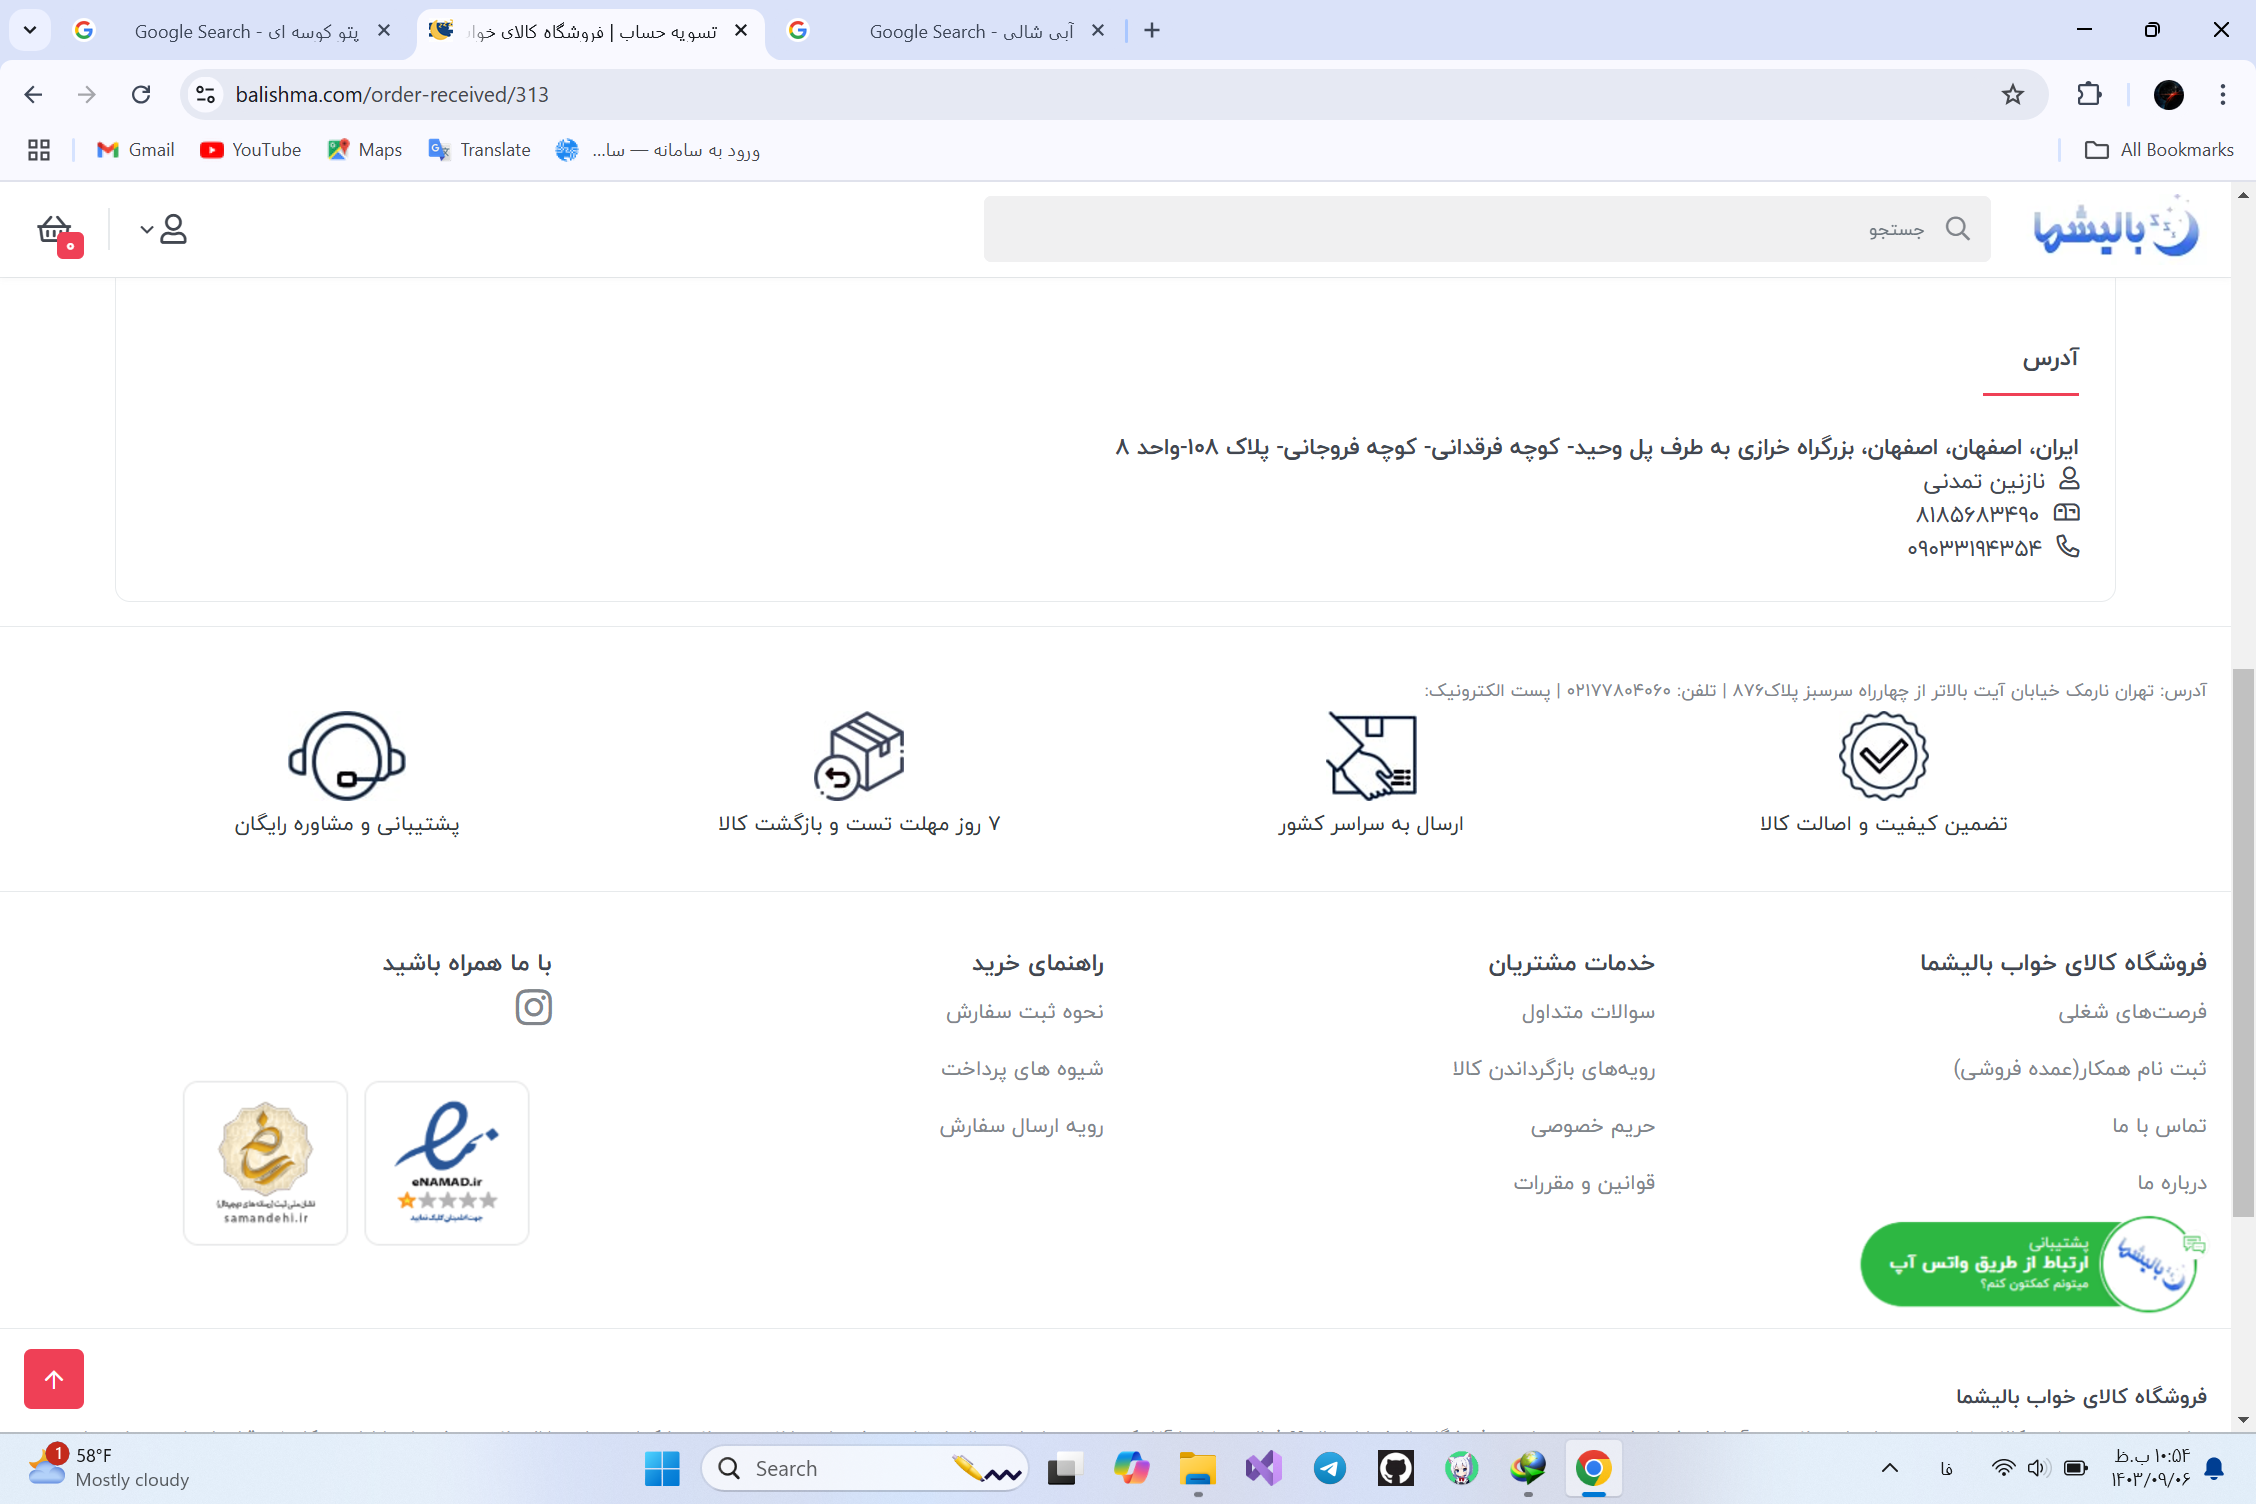 پتو کوسه ای - Google Search
تسویه حساب | فروشگاه کالای خواب
آبی شالی - Google Search
balishma.com/order-received/313
Gmail
YouTube
Maps
Translate
ورود به سامانه — سا...
All Bookmarks
بالیشما
جستجو
۰
آدرس
ایران، اصفهان، اصفهان، بزرگراه خرازی به طرف پل وحید- کوچه فرقدانی- کوچه فروجانی- پلاک ۱۰۸-واحد ۸
نازنین تمدنی
۸۱۸۵۶۸۳۴۹۰
۰۹۰۳۳۱۹۴۳۵۴
آدرس: تهران نارمک خیابان آیت بالاتر از چهارراه سرسبز پلاک۸۷۶ | تلفن: ۰۲۱۷۷۸۰۴۰۶۰ | پست الکترونیک:
تضمین کیفیت و اصالت کالا
ارسال به سراسر کشور
۷ روز مهلت تست و بازگشت کالا
پشتیبانی و مشاوره رایگان
فروشگاه کالای خواب بالیشما
فرصت‌های شغلی
ثبت نام همکار(عمده فروشی)
تماس با ما
درباره ما
خدمات مشتریان
سوالات متداول
رویه‌های بازگرداندن کالا
حریم خصوصی
قوانین و مقررات
راهنمای خرید
نحوه ثبت سفارش
شیوه های پرداخت
رویه ارسال سفارش
با ما همراه باشید
eNAMAD.ir
جهت اطمینان کلیک نمایید
samandehi.ir
پشتیبانی
ارتباط از طریق واتس آپ
میتونم کمکتون کنم؟
بالیشما
فروشگاه کالای خواب بالیشما
1
58°F
Mostly cloudy
Search
فا
۱۰:۵۴ ب.ظ
۱۴۰۳/۰۹/۰۶